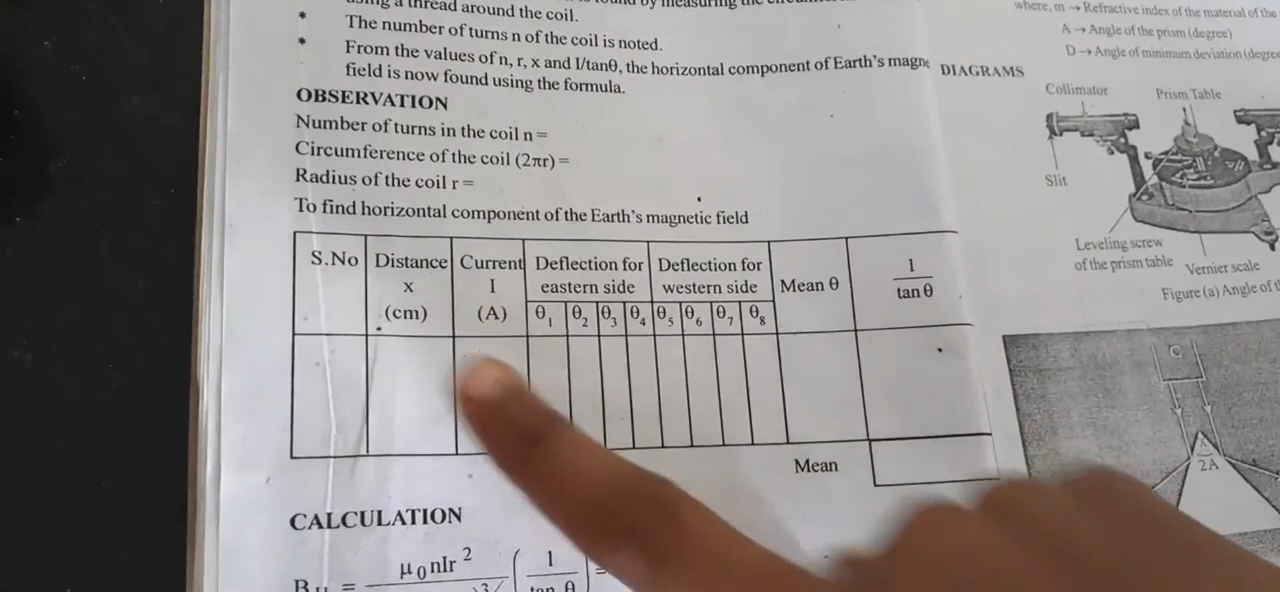 using a thread around the coil.
* The number of turns n of the coil is noted.
* From the values of n, r, x and I/tanθ, the horizontal component of Earth's
field is now found using the formula.
OBSERVATION
Number of turns in the coil n =
Circumference of the coil (2πr) =
Radius of the coil r =
To find horizontal component of the Earth's magnetic field
S.No Distance x (cm) Current I (A) Deflection for eastern side Deflection for western side Mean θ 1/tan θ
θ1 θ2 θ3 θ4 θ5 θ6 θ7 θ8
Mean
CALCULATION
μ0nIr2
1
tan θ
where, m → Refractive index of the material of the
A → Angle of the prism (degree)
D → Angle of minimum deviation
DIAGRAMS
Collimator
Prism Table
Slit
Leveling screw
of the prism table
Vernier scale
Figure (a) Angle of
2A